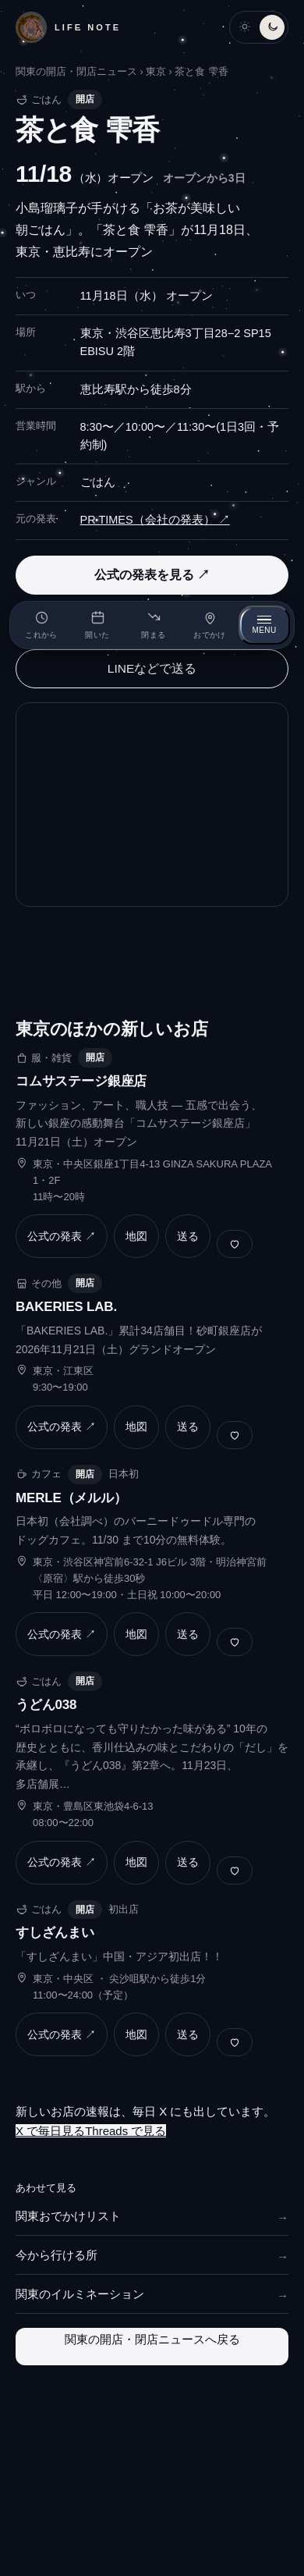 LIFE NOTE
関東の開店・閉店ニュース › 東京 › 茶と食 雫香
ごはん 開店
茶と食 雫香
11/18（水）オープン オープンから3日
小島瑠璃子が手がける「お茶が美味しい
朝ごはん」。「茶と食 雫香」が11月18日、
東京・恵比寿にオープン
いつ 11月18日（水） オープン
場所 東京・渋谷区恵比寿3丁目28−2 SP15
EBISU 2階
駅から 恵比寿駅から徒歩8分
営業時間 8:30〜／10:00〜／11:30〜(1日3回・予
約制)
ジャンル ごはん
元の発表 PR TIMES（会社の発表） ↗
公式の発表を見る ↗
これから 開いた 閉まる おでかけ MENU
LINEなどで送る
東京のほかの新しいお店
服・雑貨 開店
コムサステージ銀座店
ファッション、アート、職人技 — 五感で出会う、
新しい銀座の感動舞台「コムサステージ銀座店」
11月21日（土）オープン
東京・中央区銀座1丁目4-13 GINZA SAKURA PLAZA
1・2F
11時〜20時
公式の発表 ↗ 地図 送る
その他 開店
BAKERIES LAB.
「BAKERIES LAB.」累計34店舗目！砂町銀座店が
2026年11月21日（土）グランドオープン
東京・江東区
9:30〜19:00
公式の発表 ↗ 地図 送る
カフェ 開店 日本初
MERLE（メルル）
日本初（会社調べ）のバーニードゥードル専門の
ドッグカフェ。11/30 まで10分の無料体験。
東京・渋谷区神宮前6-32-1 J6ビル 3階・明治神宮前
〈原宿〉駅から徒歩30秒
平日 12:00〜19:00・土日祝 10:00〜20:00
公式の発表 ↗ 地図 送る
ごはん 開店
うどん038
“ボロボロになっても守りたかった味がある” 10年の
歴史とともに、香川仕込みの味とこだわりの「だし」を
承継し、『うどん038』第2章へ。11月23日、
多店舗展…
東京・豊島区東池袋4-6-13
08:00〜22:00
公式の発表 ↗ 地図 送る
ごはん 開店 初出店
すしざんまい
「すしざんまい」中国・アジア初出店！！
東京・中央区 ・ 尖沙咀駅から徒歩1分
11:00〜24:00（予定）
公式の発表 ↗ 地図 送る
新しいお店の速報は、毎日 X にも出しています。
X で毎日見るThreads で見る
あわせて見る
関東おでかけリスト →
今から行ける所 →
関東のイルミネーション →
関東の開店・閉店ニュースへ戻る